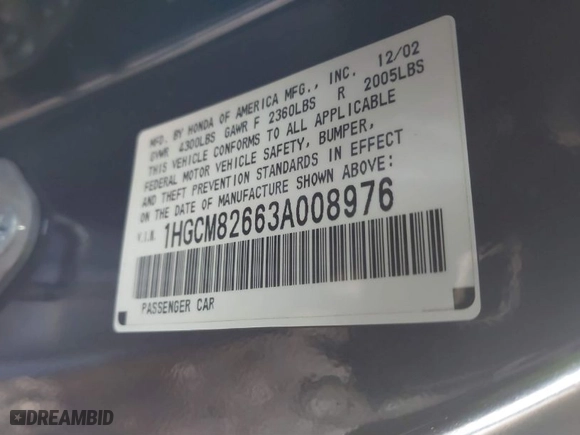 MFD. BY HONDA OF AMERICA MFG., INC. 12/02
GVWR 4300LBS GAWR F 2360LBS R 2005LBS
THIS VEHICLE CONFORMS TO ALL APPLICABLE
FEDERAL MOTOR VEHICLE SAFETY, BUMPER,
AND THEFT PREVENTION STANDARDS IN EFFECT
ON THE DATE OF MANUFACTURE SHOWN ABOVE:
V.I.N. 1HGCM82663A008976
PASSENGER CAR
DREAMBID